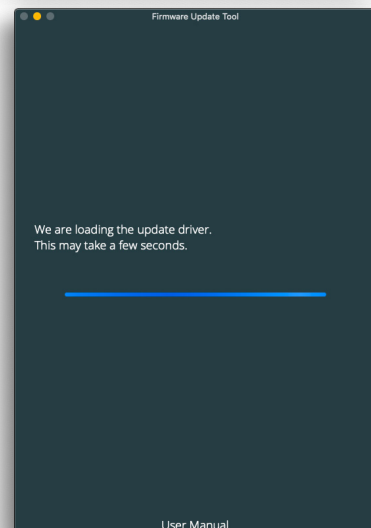 Firmware Update Tool
We are loading the update driver.
This may take a few seconds.
User Manual